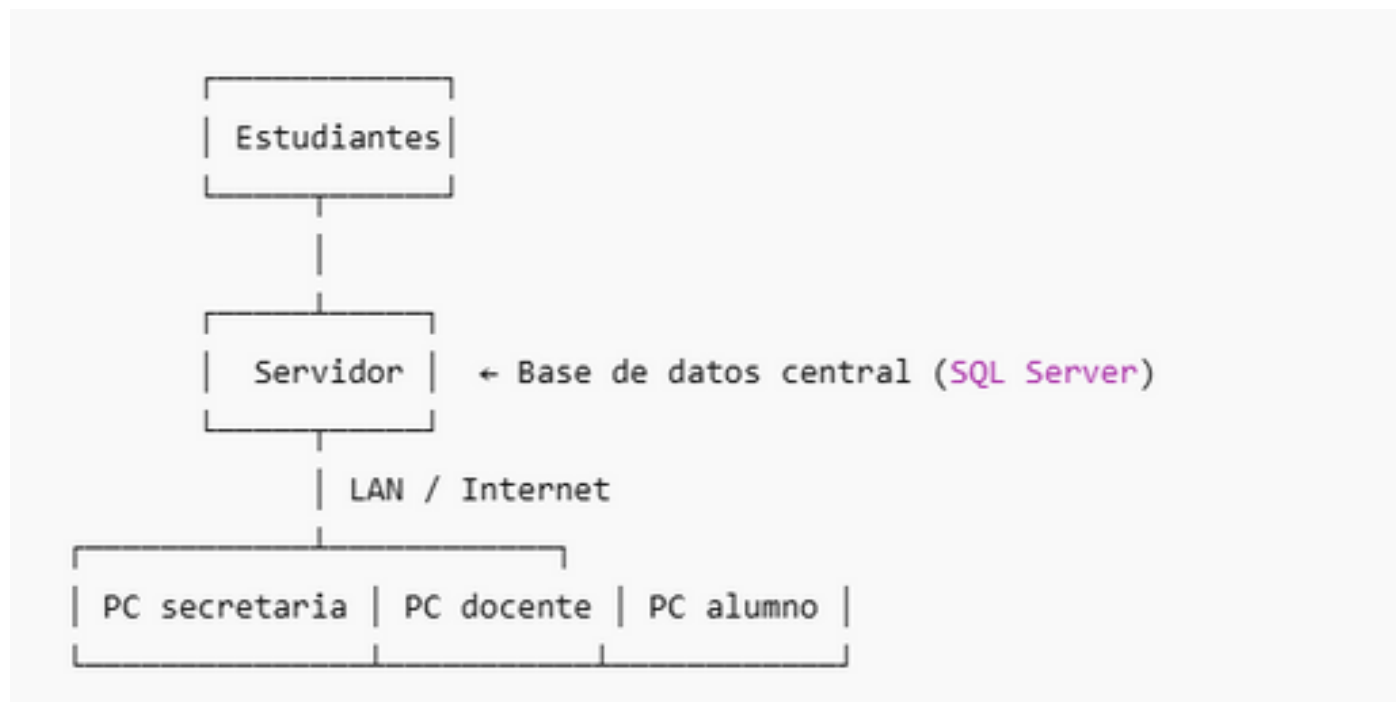 Estudiantes
Servidor ← Base de datos central (SQL Server)
LAN / Internet
PC secretaria | PC docente | PC alumno